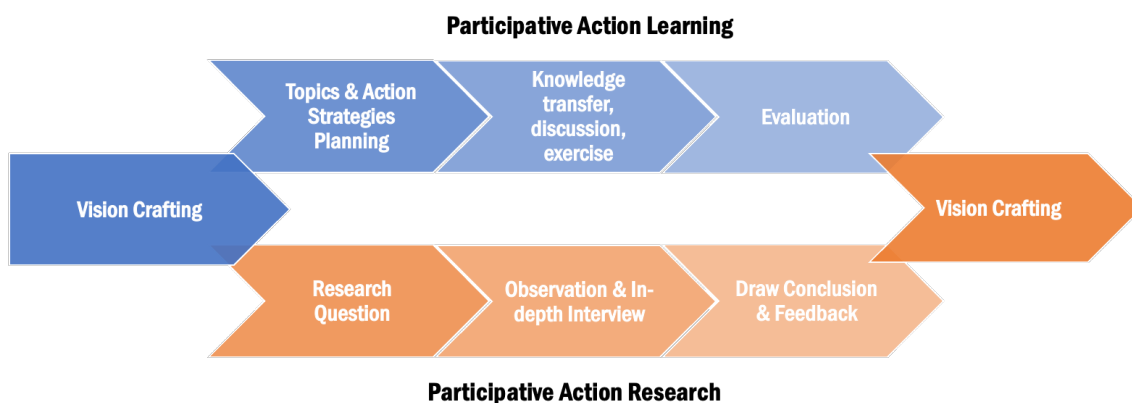 Participative Action Learning
Topics & Action
Strategies
Planning
Knowledge
transfer,
discussion,
exercise
Evaluation
Vision Crafting
Vision Crafting
Research
Question
Observation & In-
depth Interview
Draw Conclusion
& Feedback
Participative Action Research